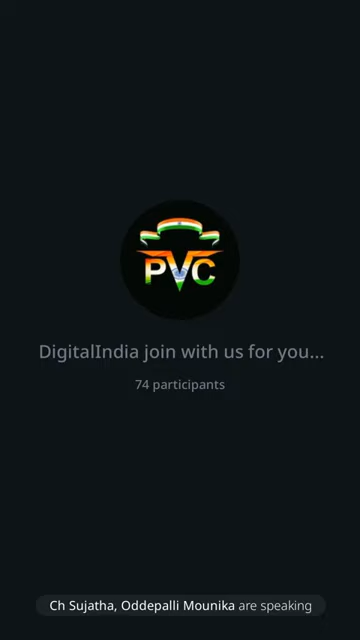 PVC
DigitalIndia join with us for you...
74 participants
Ch Sujatha, Oddepalli Mounika are speaking